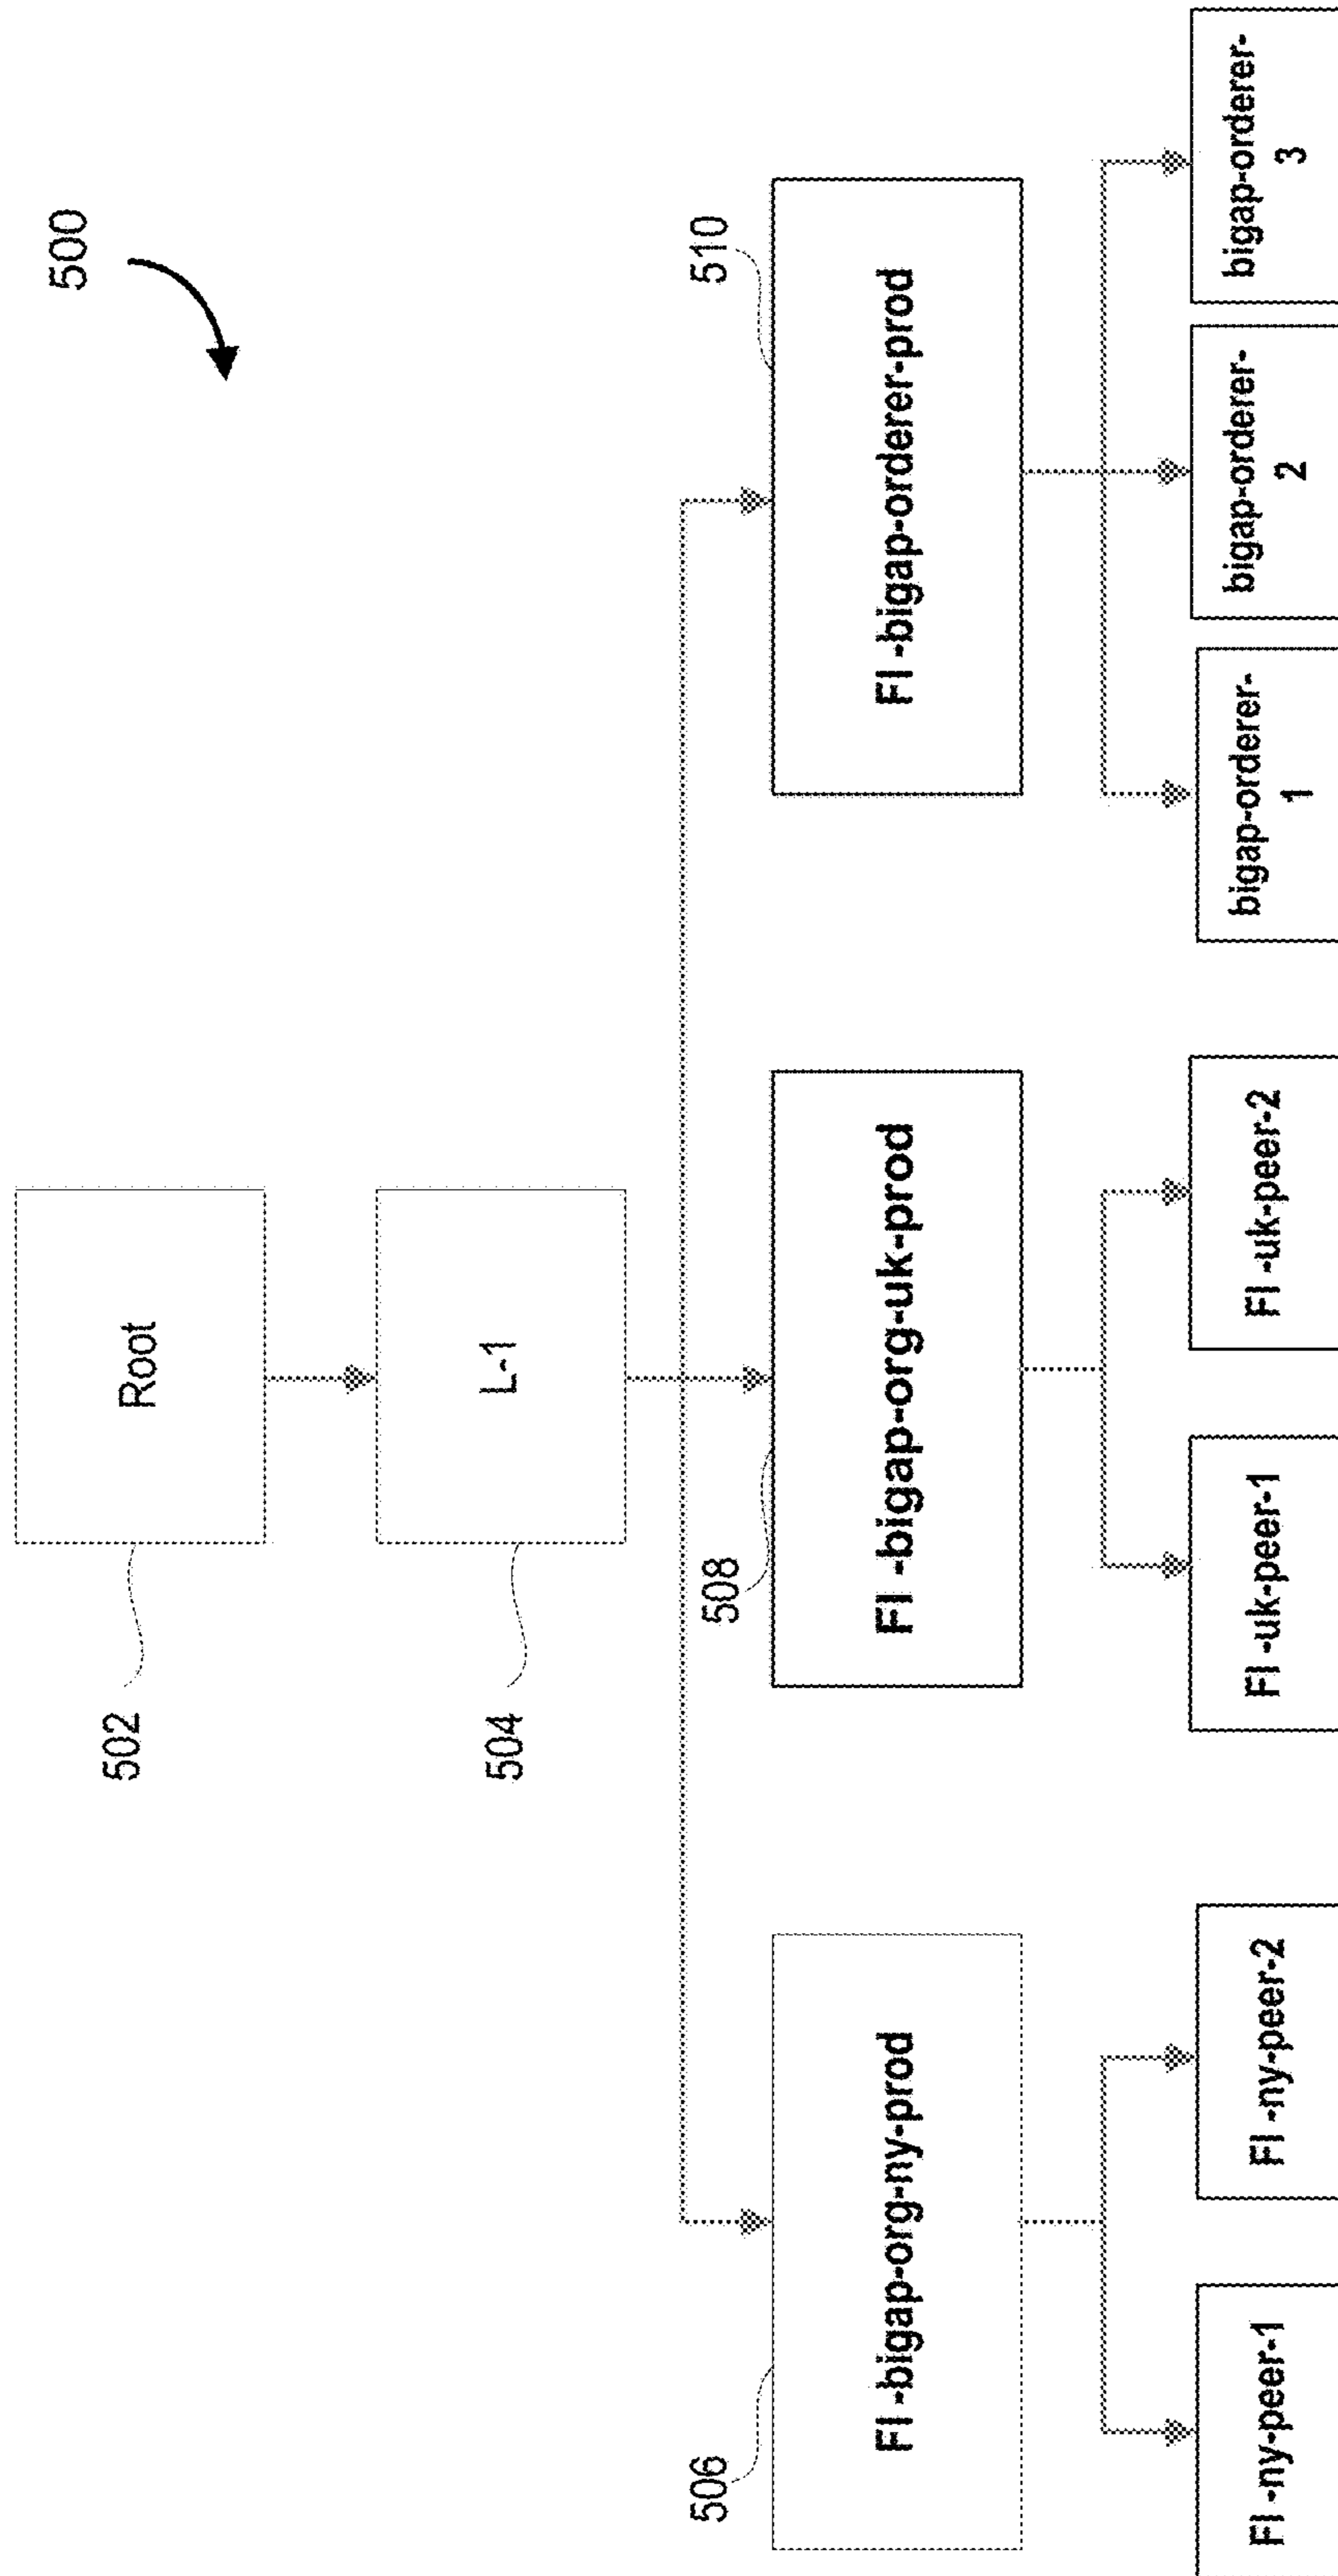 500
Root
502
L-1
504
506
508
510
FI -bigap-org-ny-prod
FI -bigap-org-uk-prod
FI -bigap-orderer-prod
FI -ny-peer-1
FI -ny-peer-2
FI -uk-peer-1
FI -uk-peer-2
bigap-orderer-
1
bigap-orderer-
2
bigap-orderer-
3